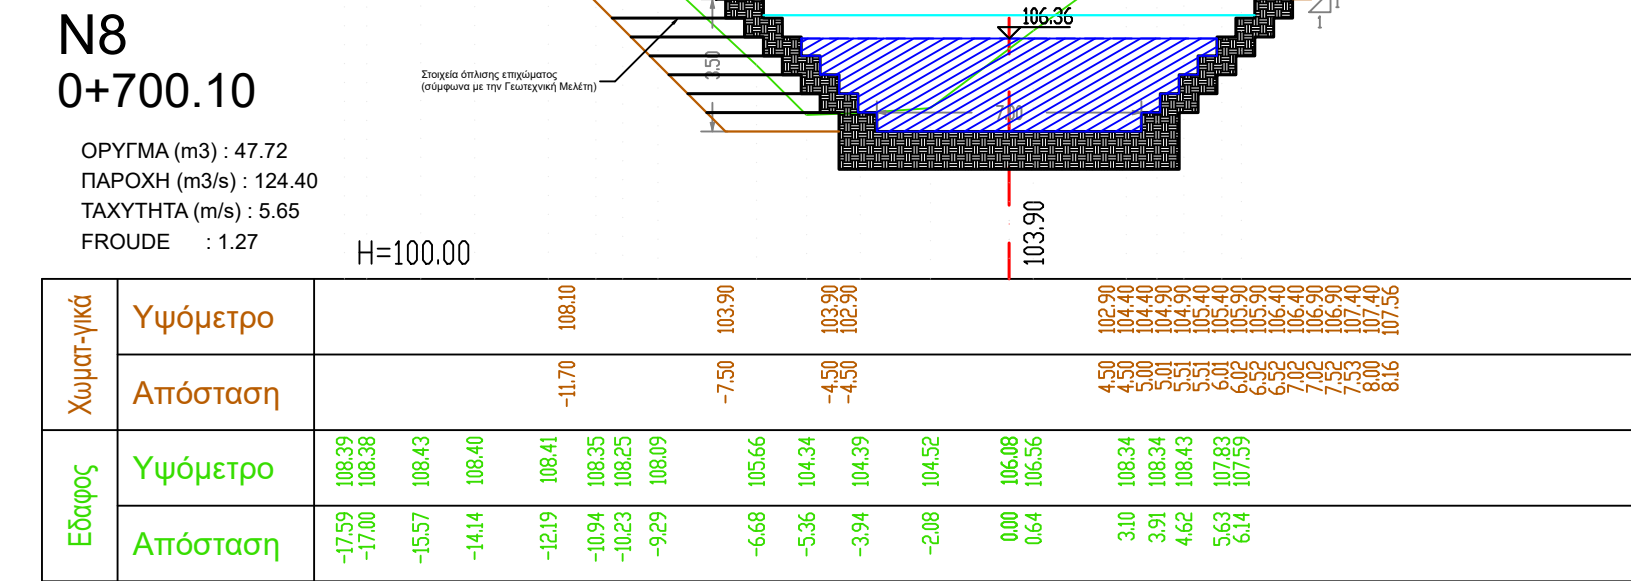 N8
0+700.10
ΟΡΥΓΜΑ (m3) : 47.72
ΠΑΡΟΧΗ (m3/s) : 124.40
ΤΑΧΥΤΗΤΑ (m/s) : 5.65
FROUDE : 1.27
Στοιχεία όπλισης επιχώματος
(σύμφωνα με την Γεωτεχνική Μελέτη)
3.50
106.36
7.00
1
1
103.90
H=100.00
Χωματ-γικά
Υψόμετρο
108.10 103.90 103.90 102.90 102.90 104.40 104.40 104.90 104.90 105.40 105.40 105.90 105.90 106.40 106.40 106.90 106.90 107.40 107.40 107.56
Απόσταση
-11.70 -7.50 -4.50 -4.50 4.50 4.50 5.00 5.01 5.51 5.51 6.01 6.02 6.52 6.52 7.02 7.02 7.52 7.53 8.00 8.16
Εδαφος
Υψόμετρο
108.39 108.38 108.43 108.40 108.41 108.35 108.25 108.09 105.66 104.34 104.39 104.52 106.08 106.56 108.34 108.34 108.43 107.83 107.59
Απόσταση
-17.59 -17.00 -15.57 -14.14 -12.19 -10.94 -10.23 -9.29 -6.68 -5.36 -3.94 -2.08 0.00 0.64 3.10 3.91 4.62 5.63 6.14